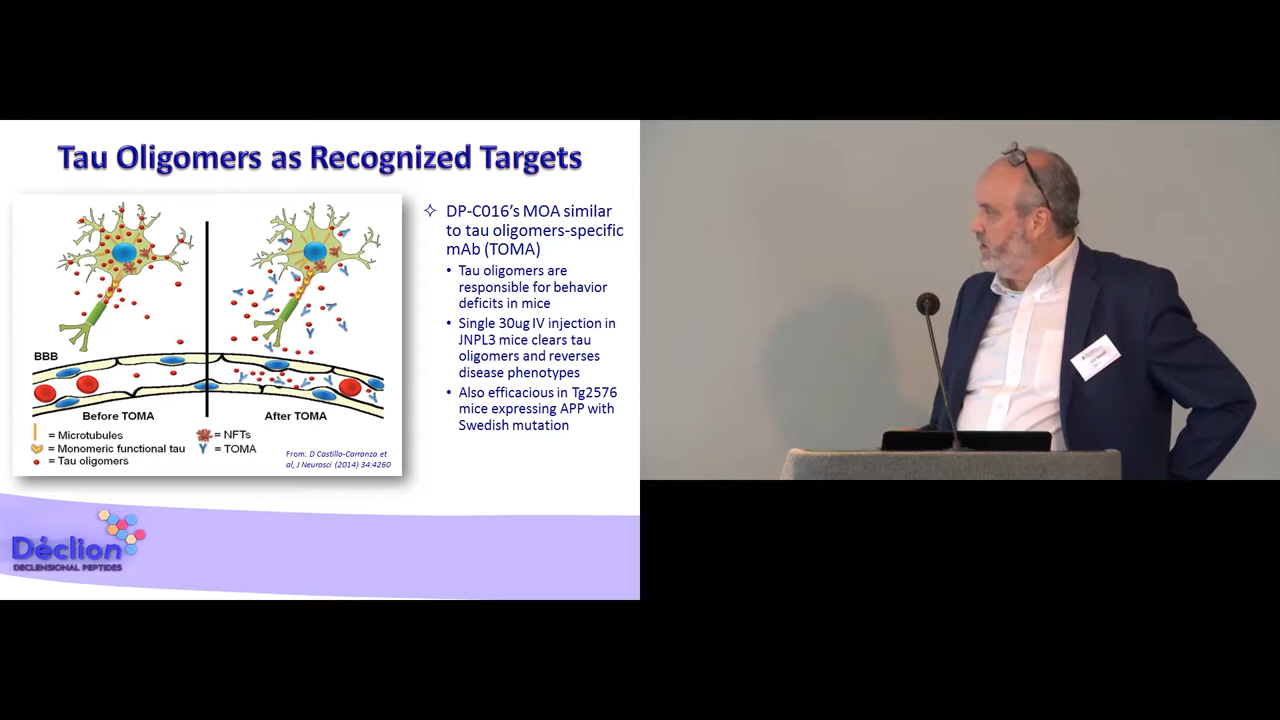 Tau Oligomers as Recognized Targets
DP-C016's MOA similar
to tau oligomers-specific
mAb (TOMA)
• Tau oligomers are
responsible for behavior
deficits in mice
• Single 30ug IV injection in
JNPL3 mice clears tau
oligomers and reverses
disease phenotypes
• Also efficacious in Tg2576
mice expressing APP with
Swedish mutation
BBB
Before TOMA
After TOMA
= Microtubules
= Monomeric functional tau
= Tau oligomers
= NFTs
= TOMA
From: D Castillo-Carranza et
al, J Neurosci (2014) 34:4260
Déclion
DECLENSIONAL PEPTIDES